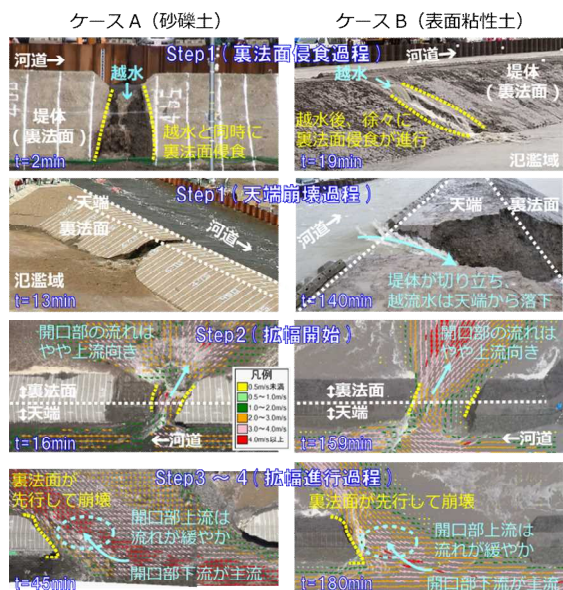 ケースA（砂礫土）
ケースB（表面粘性土）
Step1（裏法面侵食過程）
河道→
越水
堤体
（裏法面）
越水と同時に
裏法面侵食
t=2min
河道→
越水
堤体
（裏法面）
越水後、徐々に
裏法面侵食が進行
t=19min
氾濫域
Step1（天端崩壊過程）
天端
裏法面
河道→
氾濫域
t=13min
河道→
天端
裏法面
堤体が切り立ち、
越流水は天端から落下
t=140min
Step2（拡幅開始）
開口部の流れは
やや上流向き
裏法面
天端
t=16min
←河道
凡例
0.5m/s未満
0.5～1.0m/s
1.0～2.0m/s
2.0～3.0m/s
3.0～4.0m/s
4.0m/s以上
開口部の流れは
やや上流向き
裏法面
天端
t=159min
←河道
Step3～4（拡幅進行過程）
裏法面が
先行して崩壊
開口部上流は
流れが緩やか
開口部下流が主流
t=45min
裏法面が先行して崩壊
開口部上流は
流れが緩やか
開口部下流が主流
t=180min